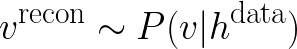 v^recon ∼ P(v|h^data)